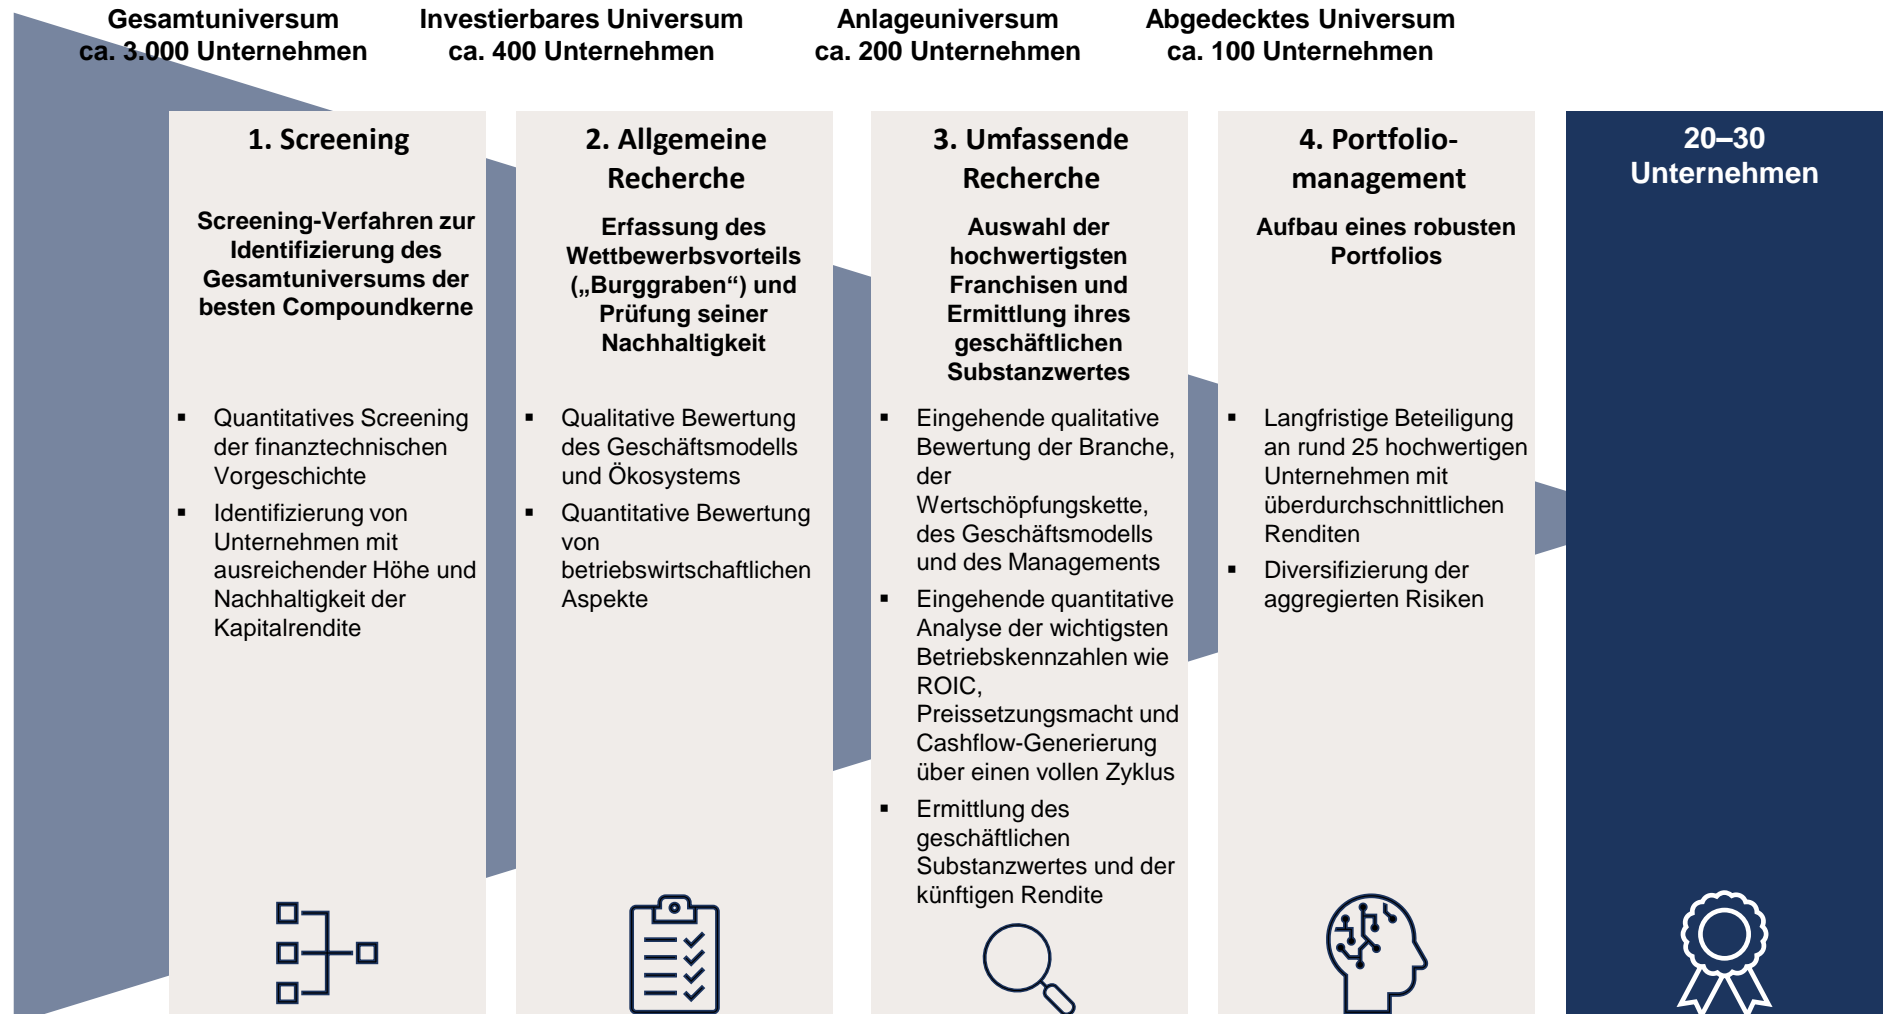 Gesamtuniversum
ca. 3.000 Unternehmen
Investierbares Universum
ca. 400 Unternehmen
Anlageuniversum
ca. 200 Unternehmen
Abgedecktes Universum
ca. 100 Unternehmen
1. Screening
Screening-Verfahren zur
Identifizierung des
Gesamtuniversums der
besten Compoundkerne
▪ Quantitatives Screening
der finanztechnischen
Vorgeschichte
▪ Identifizierung von
Unternehmen mit
ausreichender Höhe und
Nachhaltigkeit der
Kapitalrendite
2. Allgemeine
Recherche
Erfassung des
Wettbewerbsvorteils
(„Burggraben“) und
Prüfung seiner
Nachhaltigkeit
▪ Qualitative Bewertung
des Geschäftsmodells
und Ökosystems
▪ Quantitative Bewertung
von
betriebswirtschaftlichen
Aspekte
3. Umfassende
Recherche
Auswahl der
hochwertigsten
Franchisen und
Ermittlung ihres
geschäftlichen
Substanzwertes
▪ Eingehende qualitative
Bewertung der Branche,
der
Wertschöpfungskette,
des Geschäftsmodells
und des Managements
▪ Eingehende quantitative
Analyse der wichtigsten
Betriebskennzahlen wie
ROIC,
Preissetzungsmacht und
Cashflow-Generierung
über einen vollen Zyklus
▪ Ermittlung des
geschäftlichen
Substanzwertes und der
künftigen Rendite
4. Portfolio-
management
Aufbau eines robusten
Portfolios
▪ Langfristige Beteiligung
an rund 25 hochwertigen
Unternehmen mit
überdurchschnittlichen
Renditen
▪ Diversifizierung der
aggregierten Risiken
20–30
Unternehmen